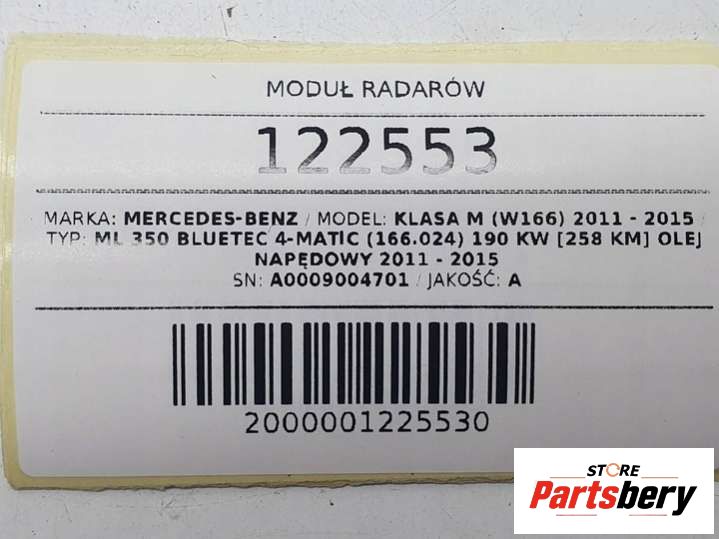 MODUŁ RADARÓW
122553
MARKA: MERCEDES-BENZ / MODEL: KLASA M (W166) 2011 - 2015 /
TYP: ML 350 BLUETEC 4-MATIC (166.024) 190 KW [258 KM] OLEJ
NAPĘDOWY 2011 - 2015
SN: A0009004701 / JAKOŚĆ: A
2000001225530
STORE
Partsbery